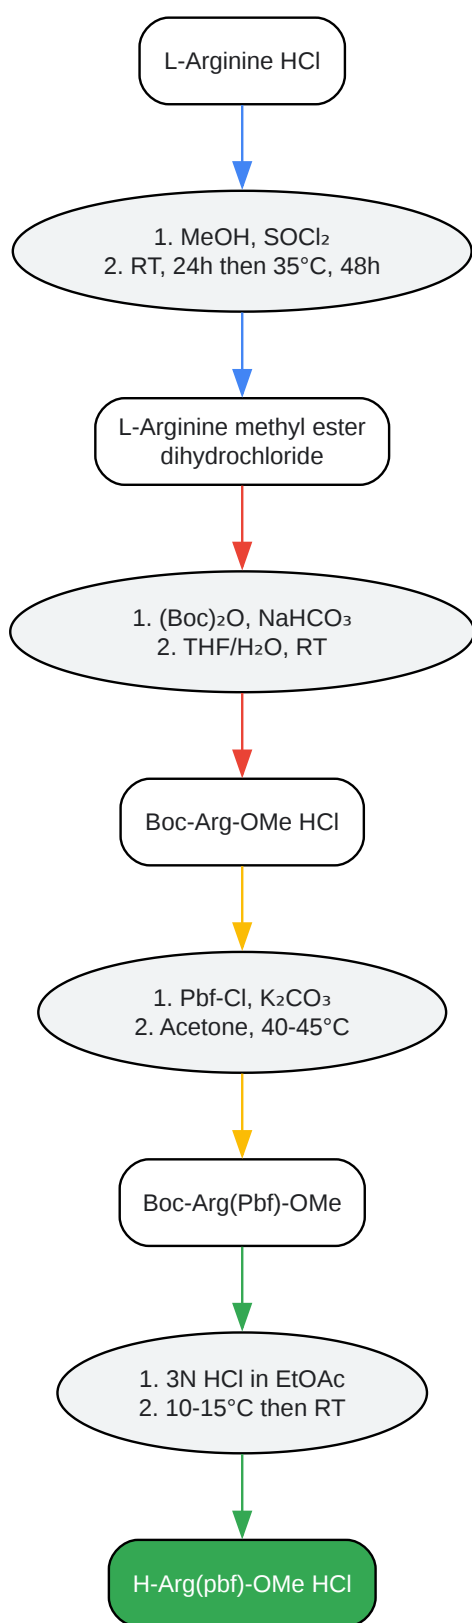 L-Arginine HCl
1. MeOH, SOCl₂
2. RT, 24h then 35°C, 48h
L-Arginine methyl ester
dihydrochloride
1. (Boc)₂O, NaHCO₃
2. THF/H₂O, RT
Boc-Arg-OMe HCl
1. Pbf-Cl, K₂CO₃
2. Acetone, 40-45°C
Boc-Arg(Pbf)-OMe
1. 3N HCl in EtOAc
2. 10-15°C then RT
H-Arg(pbf)-OMe HCl